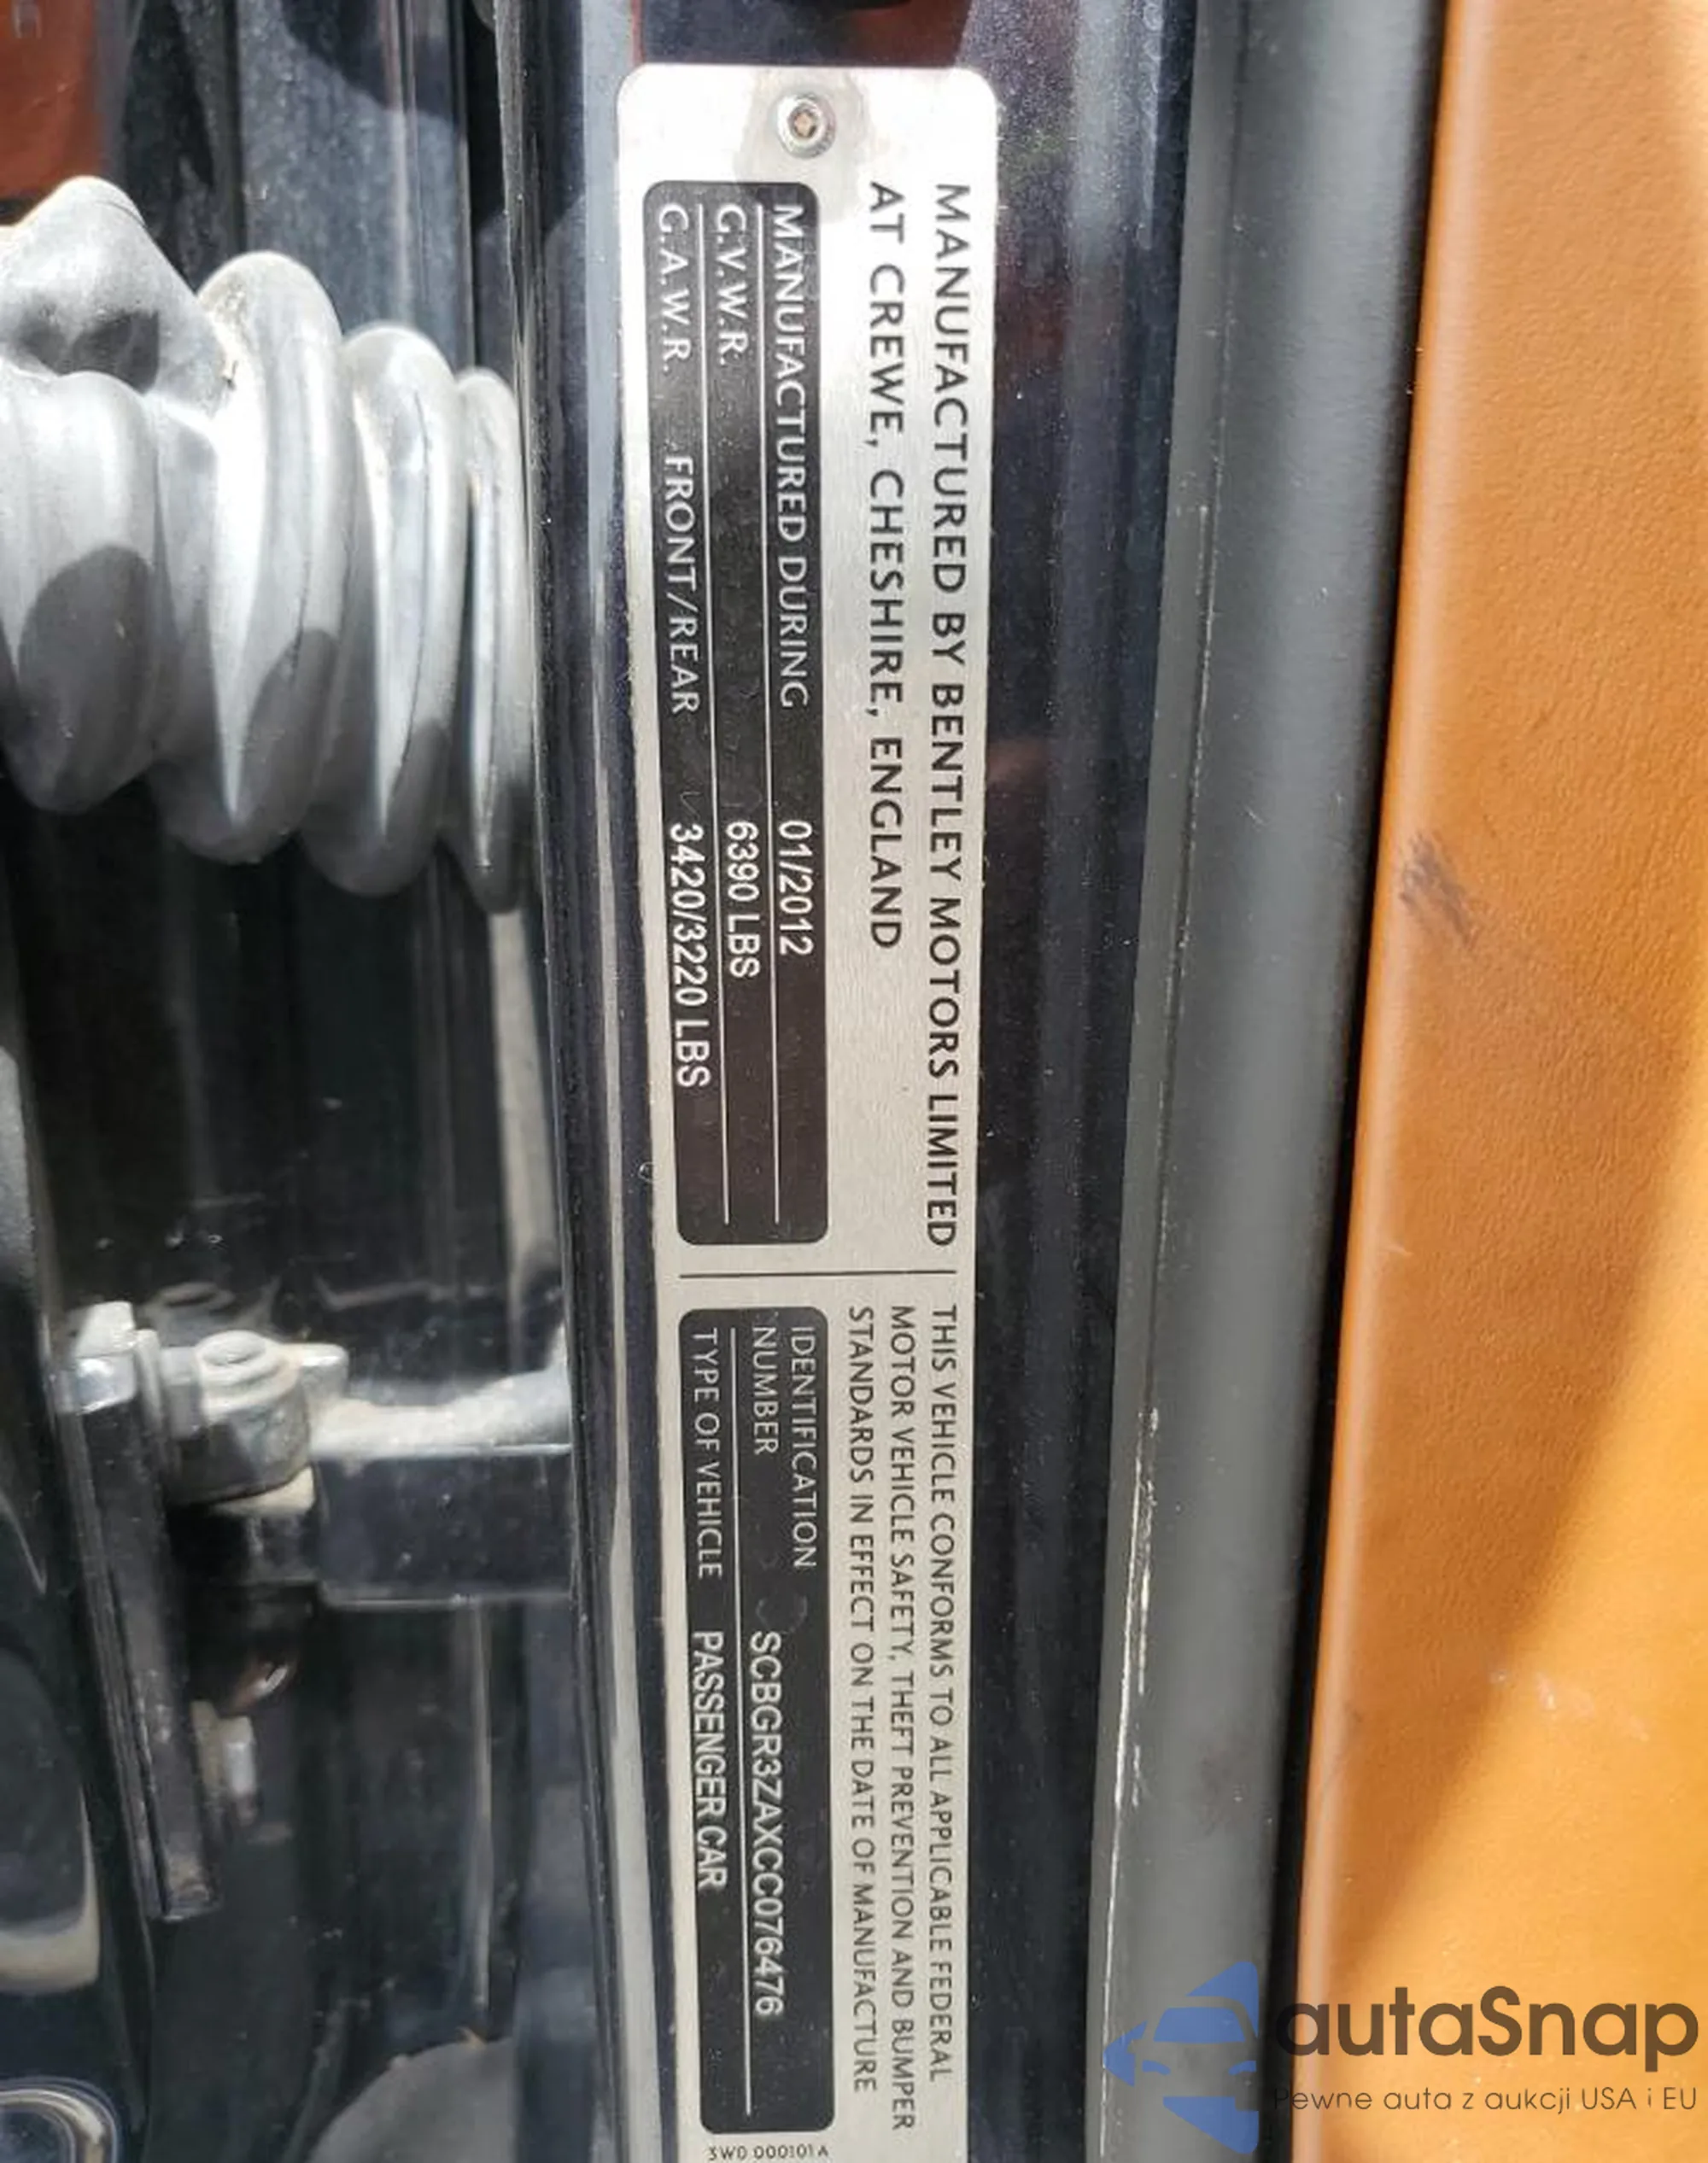 MANUFACTURED BY BENTLEY MOTORS LIMITED
AT CREWE, CHESHIRE, ENGLAND
MANUFACTURED DURING 01/2012
G.V.W.R. 6390 LBS
G.A.W.R. FRONT/REAR 3420/3220 LBS
THIS VEHICLE CONFORMS TO ALL APPLICABLE FEDERAL
MOTOR VEHICLE SAFETY, THEFT PREVENTION AND BUMPER
STANDARDS IN EFFECT ON THE DATE OF MANUFACTURE
IDENTIFICATION
NUMBER SCBGR3ZAXCC076476
TYPE OF VEHICLE PASSENGER CAR
3W0 000101 A
autaSnap
Pewne auta z aukcji USA i EU